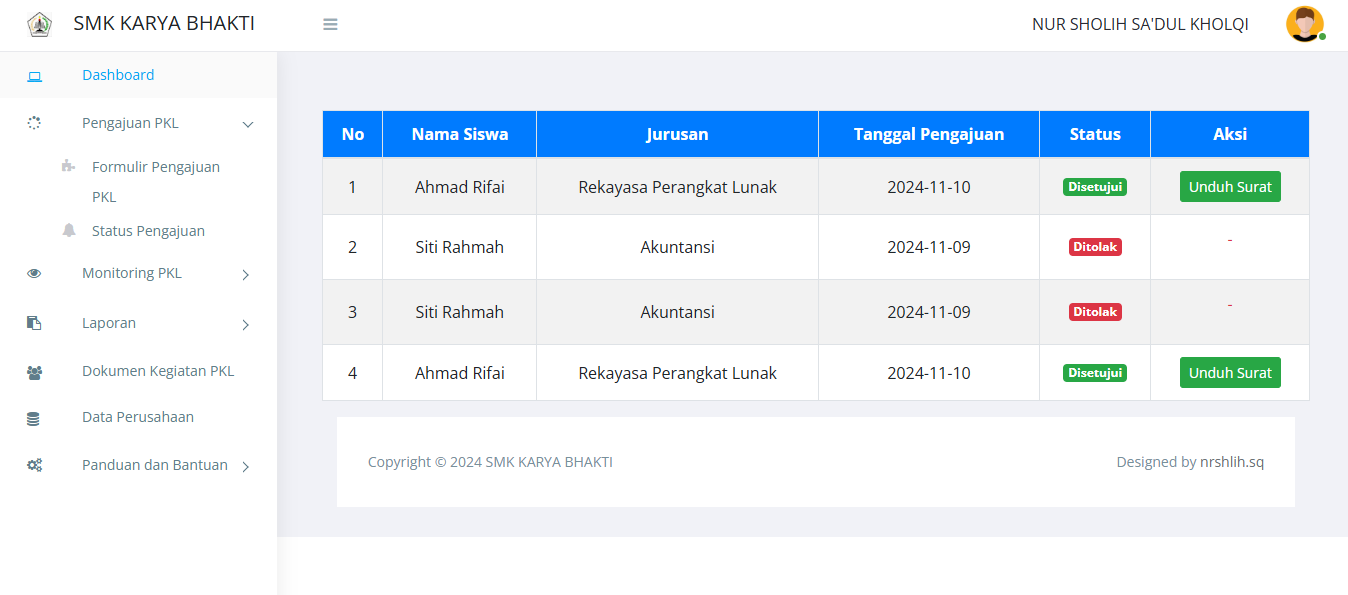 SMK KARYA BHAKTI
NUR SHOLIH SA'DUL KHOLQI
Dashboard
Pengajuan PKL
Formulir Pengajuan
PKL
Status Pengajuan
Monitoring PKL
Laporan
Dokumen Kegiatan PKL
Data Perusahaan
Panduan dan Bantuan
No Nama Siswa Jurusan Tanggal Pengajuan Status Aksi
1 Ahmad Rifai Rekayasa Perangkat Lunak 2024-11-10 Disetujui Unduh Surat
2 Siti Rahmah Akuntansi 2024-11-09 Ditolak -
3 Siti Rahmah Akuntansi 2024-11-09 Ditolak -
4 Ahmad Rifai Rekayasa Perangkat Lunak 2024-11-10 Disetujui Unduh Surat
Copyright © 2024 SMK KARYA BHAKTI
Designed by nrshlih.sq